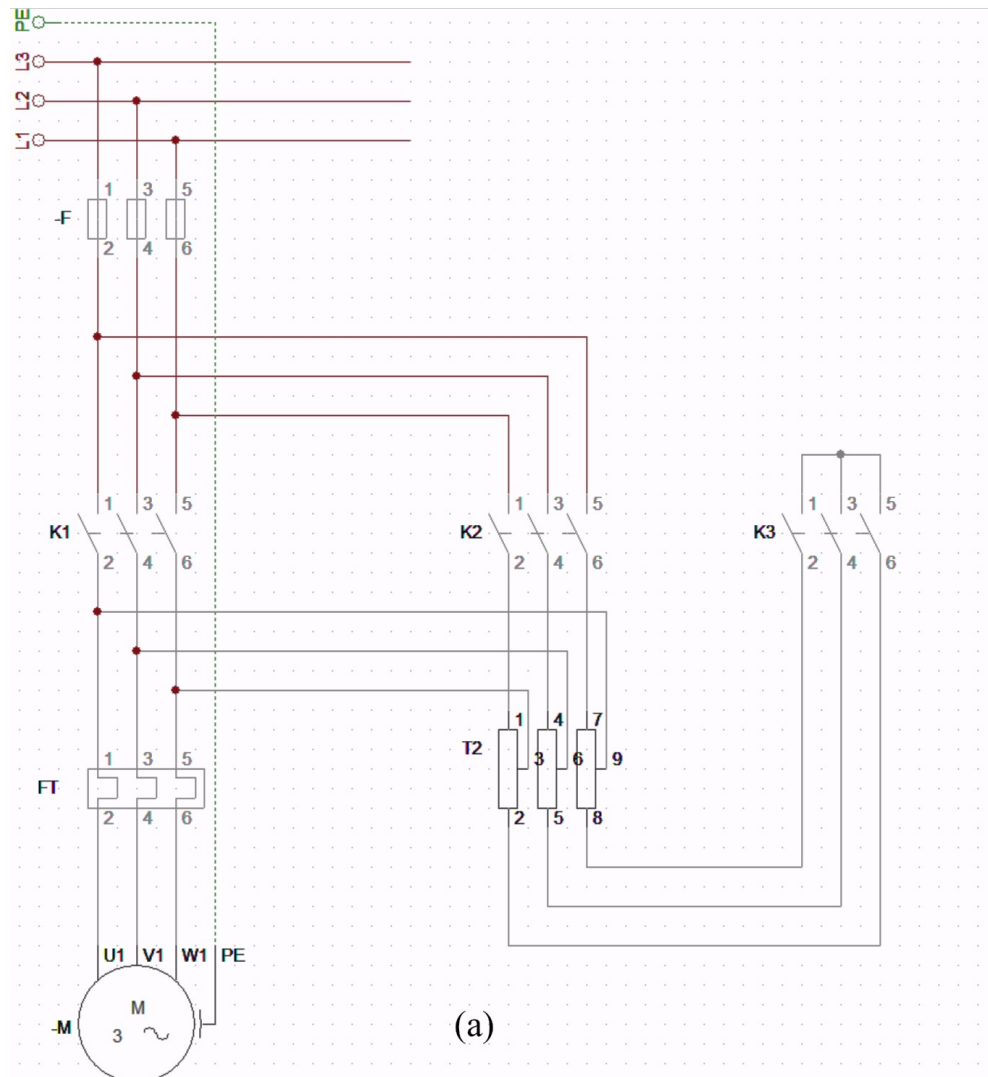 PE
L3
L2
L1
1 3 5
-F
2 4 6
1 3 5 1 3 5 1 3 5
K1 K2 K3
2 4 6 2 4 6 2 4 6
1 4 7
T2 3 6 9
1 3 5
FT
2 4 6 2 5 8
U1 V1 W1 PE
M
-M 3
(a)